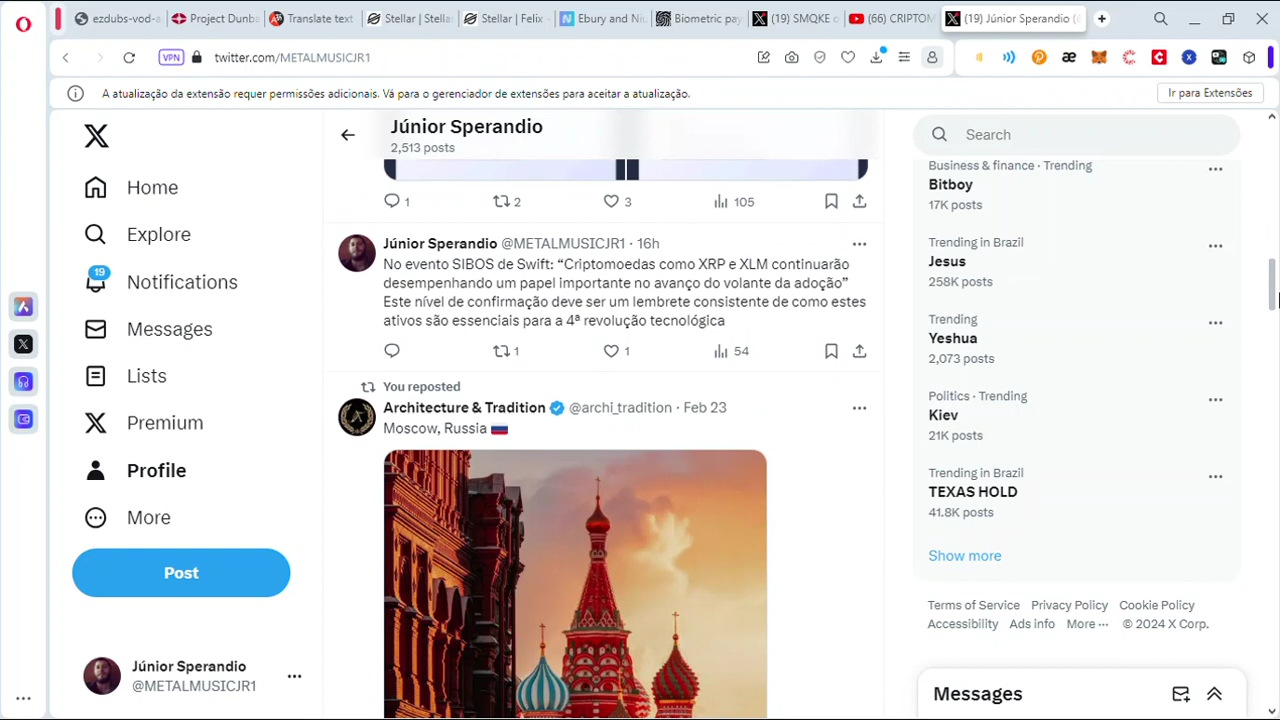 ezdubs-vod-a
Project Dunba
Translate text
Stellar | Stella
Stellar | Felix -
Ebury and Niu
Biometric pay
(19) SMQKE o
(66) CRIPTOM
(19) Júnior Sperandio (@
VPN
twitter.com/METALMUSICJR1
A atualização da extensão requer permissões adicionais. Vá para o gerenciador de extensões para aceitar a atualização.
Ir para Extensões
Home
Explore
19
Notifications
Messages
Lists
Premium
Profile
More
Post
Júnior Sperandio
@METALMUSICJR1
Júnior Sperandio
2,513 posts
1 2 3 105
Júnior Sperandio @METALMUSICJR1 · 16h
No evento SIBOS de Swift: “Criptomoedas como XRP e XLM continuarão
desempenhando um papel importante no avanço do volante da adoção”
Este nível de confirmação deve ser um lembrete consistente de como estes
ativos são essenciais para a 4ª revolução tecnológica
1 1 54
You reposted
Architecture & Tradition @archi_tradition · Feb 23
Moscow, Russia
Search
Business & finance · Trending
Bitboy
17K posts
Trending in Brazil
Jesus
258K posts
Trending
Yeshua
2,073 posts
Politics · Trending
Kiev
21K posts
Trending in Brazil
TEXAS HOLD
41.8K posts
Show more
Terms of Service Privacy Policy Cookie Policy
Accessibility Ads info More ··· © 2024 X Corp.
Messages